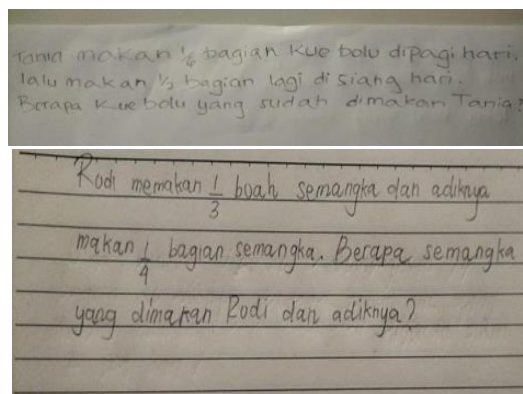 Tania makan 1/4 bagian kue bolu dipagi hari,
lalu makan 1/2 bagian lagi di siang hari.
Berapa kue bolu yang sudah dimakan Tania?
Rodi memakan 1/3 buah semangka dan adiknya
makan 1/4 bagian semangka. Berapa semangka
yang dimakan Rodi dan adiknya?